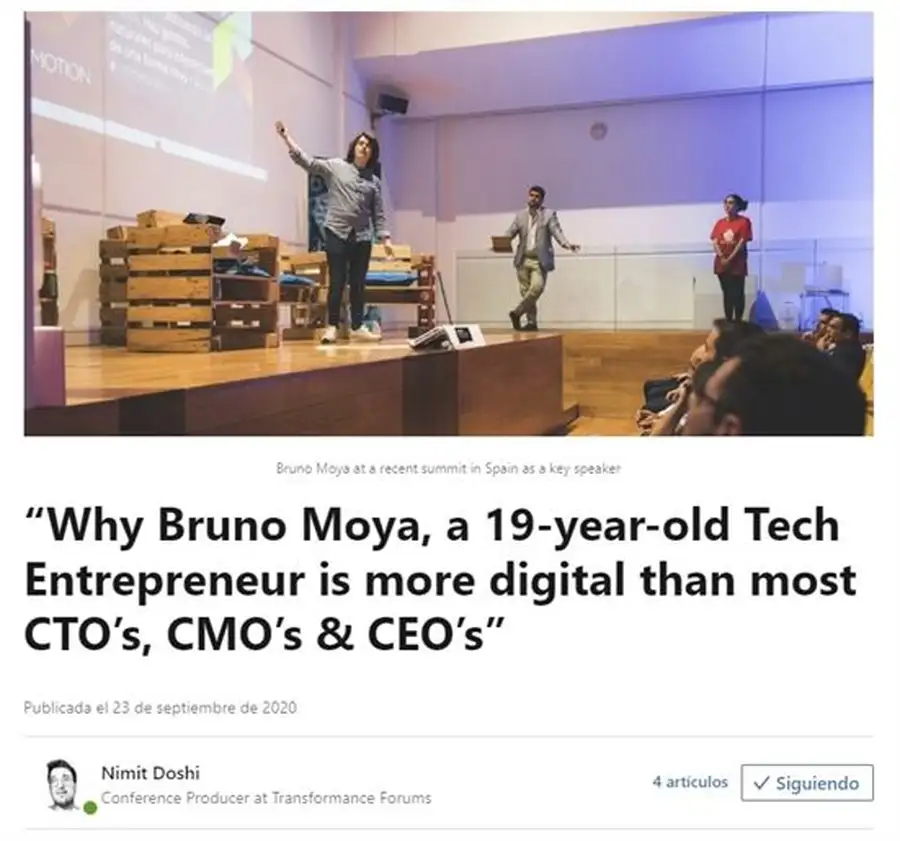 MOTION
Bruno Moya at a recent summit in Spain as a key speaker
“Why Bruno Moya, a 19-year-old Tech
Entrepreneur is more digital than most
CTO’s, CMO’s & CEO’s”
Publicada el 23 de septiembre de 2020
Nimit Doshi
4 artículos
✓ Siguiendo
Conference Producer at Transformance Forums